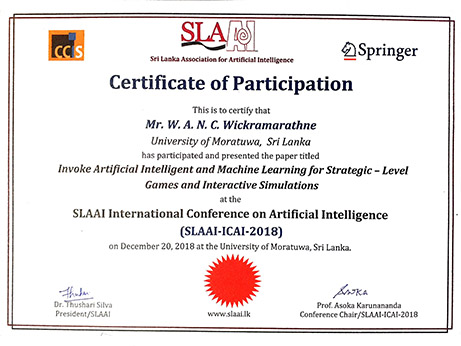 CCIS
SLAAI
Sri Lanka Association for Artificial Intelligence
Springer
Certificate of Participation
This is to certify that
Mr. W. A. N. C. Wickramarathne
University of Moratuwa, Sri Lanka
has participated and presented the paper titled
Invoke Artificial Intelligent and Machine Learning for Strategic – Level
Games and Interactive Simulations
at the
SLAAI International Conference on Artificial Intelligence
(SLAAI-ICAI-2018)
on December 20, 2018 at the University of Moratuwa, Sri Lanka.
Asoka
Dr. Thushari Silva
President/SLAAI
www.slaai.lk
Prof. Asoka Karunananda
Conference Chair/SLAAI-ICAI-2018